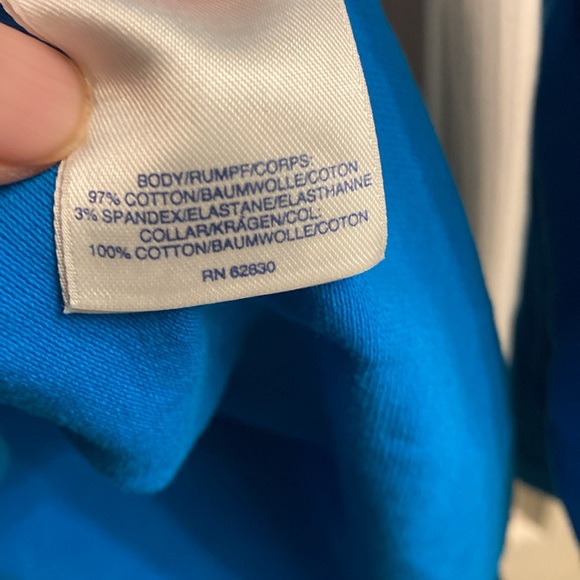 BODY/RUMPF/CORPS:
97% COTTON/BAUMWOLLE/COTON
3% SPANDEX/ELASTANE/ELASTHANNE
COLLAR/KRÁGEN/COL:
100% COTTON/BAUMWOLLE/COTON
RN 62830